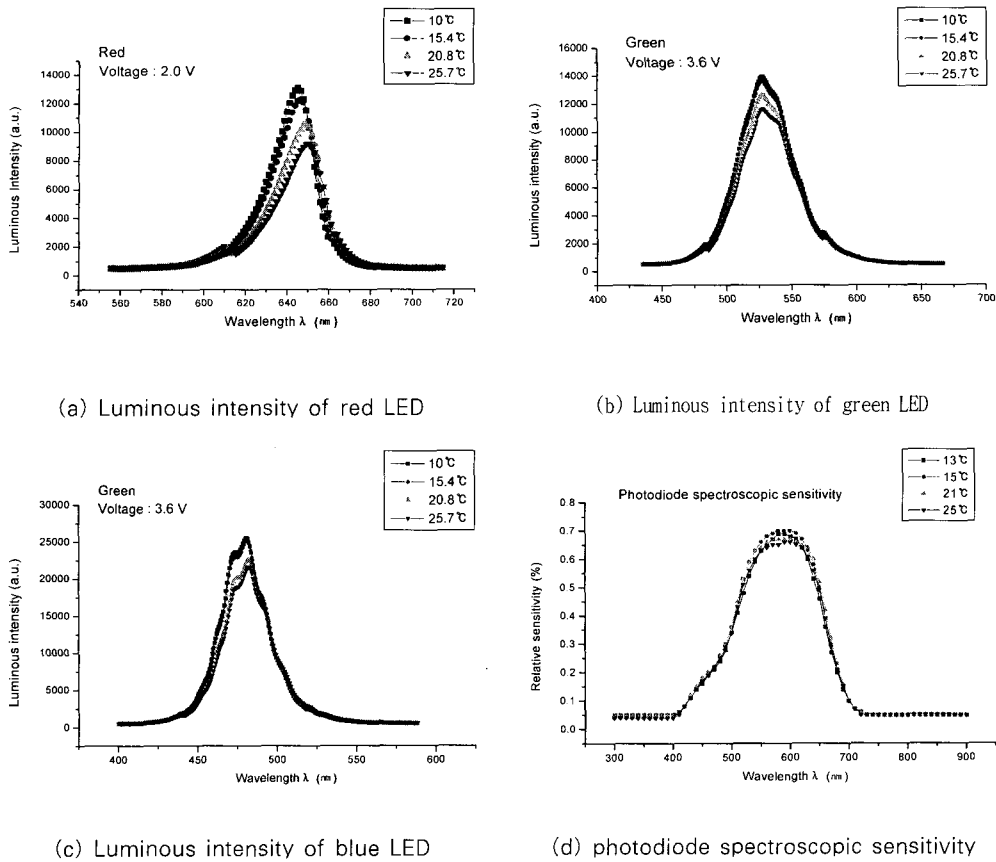 Red
Voltage : 2.0 V
10℃
15.4℃
20.8℃
25.7℃
Luminous Intensity (a.u.)
14000
12000
10000
8000
6000
4000
2000
0
540 560 580 600 620 640 660 680 700 720
Wavelength λ (nm)
(a) Luminous intensity of red LED
Green
Voltage : 3.6 V
10℃
15.4℃
20.8℃
25.7℃
Luminous intensity (a.u.)
16000
14000
12000
10000
8000
6000
4000
2000
0
400 450 500 550 600 650 700
Wavelength λ (nm)
(b) Luminous intensity of green LED
Green
Voltage : 3.6 V
10℃
15.4℃
20.8℃
25.7℃
Luminous intensity (a.u.)
30000
25000
20000
15000
10000
5000
0
400 450 500 550 600
Wavelength λ (nm)
(c) Luminous intensity of blue LED
Photodiode spectroscopic sensitivity
13℃
15℃
21℃
25℃
Relative sensitivity (%)
0.8
0.7
0.6
0.5
0.4
0.3
0.2
0.1
0.0
300 400 500 600 700 800 900
Wavelength λ (nm)
(d) photodiode spectroscopic sensitivity